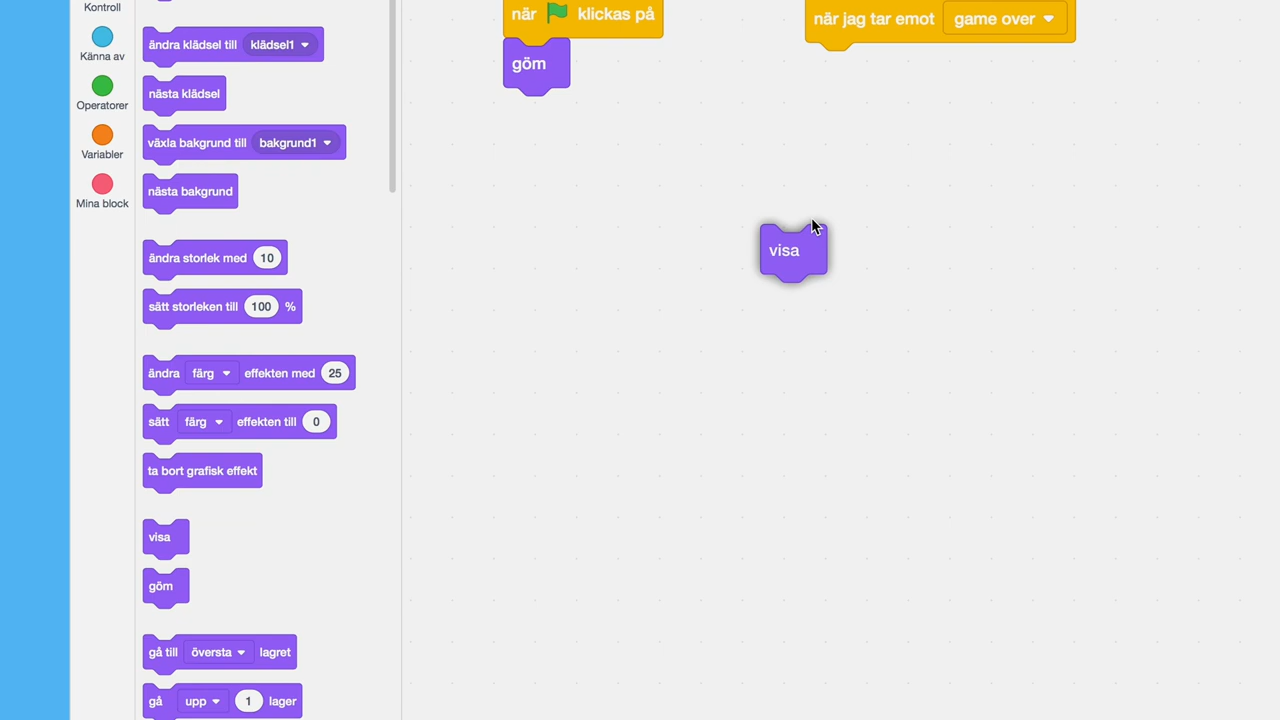 Kontroll
Känna av
Operatorer
Variabler
Mina block
ändra klädsel till klädsel1
nästa klädsel
växla bakgrund till bakgrund1
nästa bakgrund
ändra storlek med 10
sätt storleken till 100 %
ändra färg effekten med 25
sätt färg effekten till 0
ta bort grafisk effekt
visa
göm
gå till översta lagret
gå upp 1 lager
när klickas på
göm
när jag tar emot game over
visa